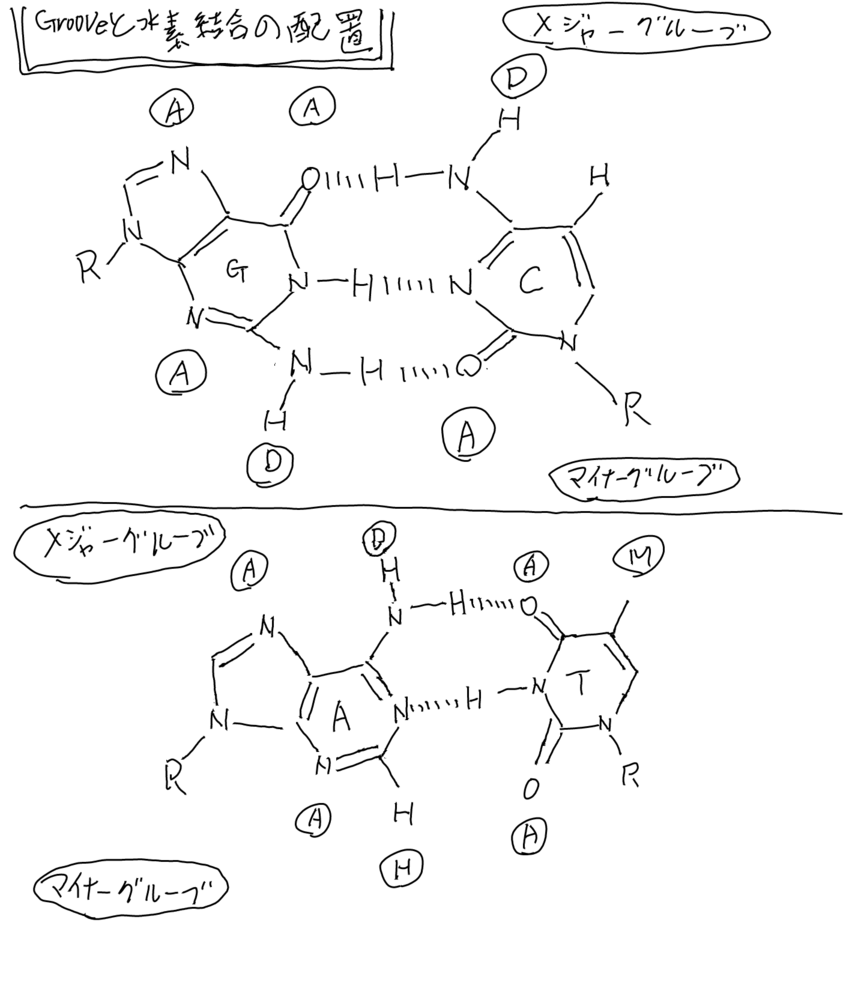 Grooveと水素結合の配置
メジャーグルーブ
D
A A H
N O H N H
N
R G N H N C
N N
A N H O
H A R
D
マイナーグルーブ
メジャーグルーブ
D
A H A M
N N H O
N A N H N T
R N N
N R
H O
A A
H
マイナーグルーブ